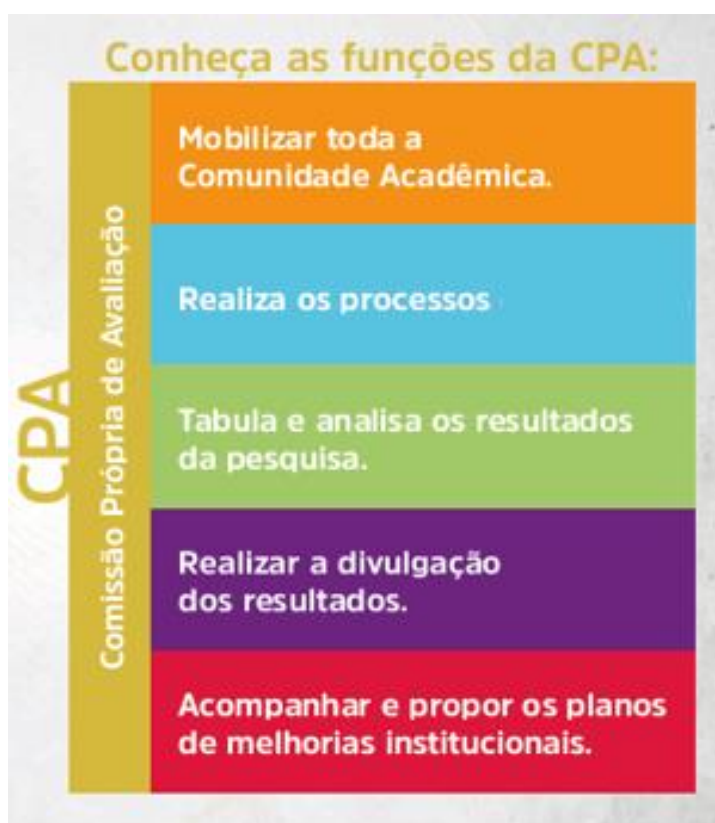 Conheça as funções da CPA:
CPA
Comissão Própria de Avaliação
Mobilizar toda a
Comunidade Acadêmica.
Realiza os processos
Tabula e analisa os resultados
da pesquisa.
Realizar a divulgação
dos resultados.
Acompanhar e propor os planos
de melhorias institucionais.